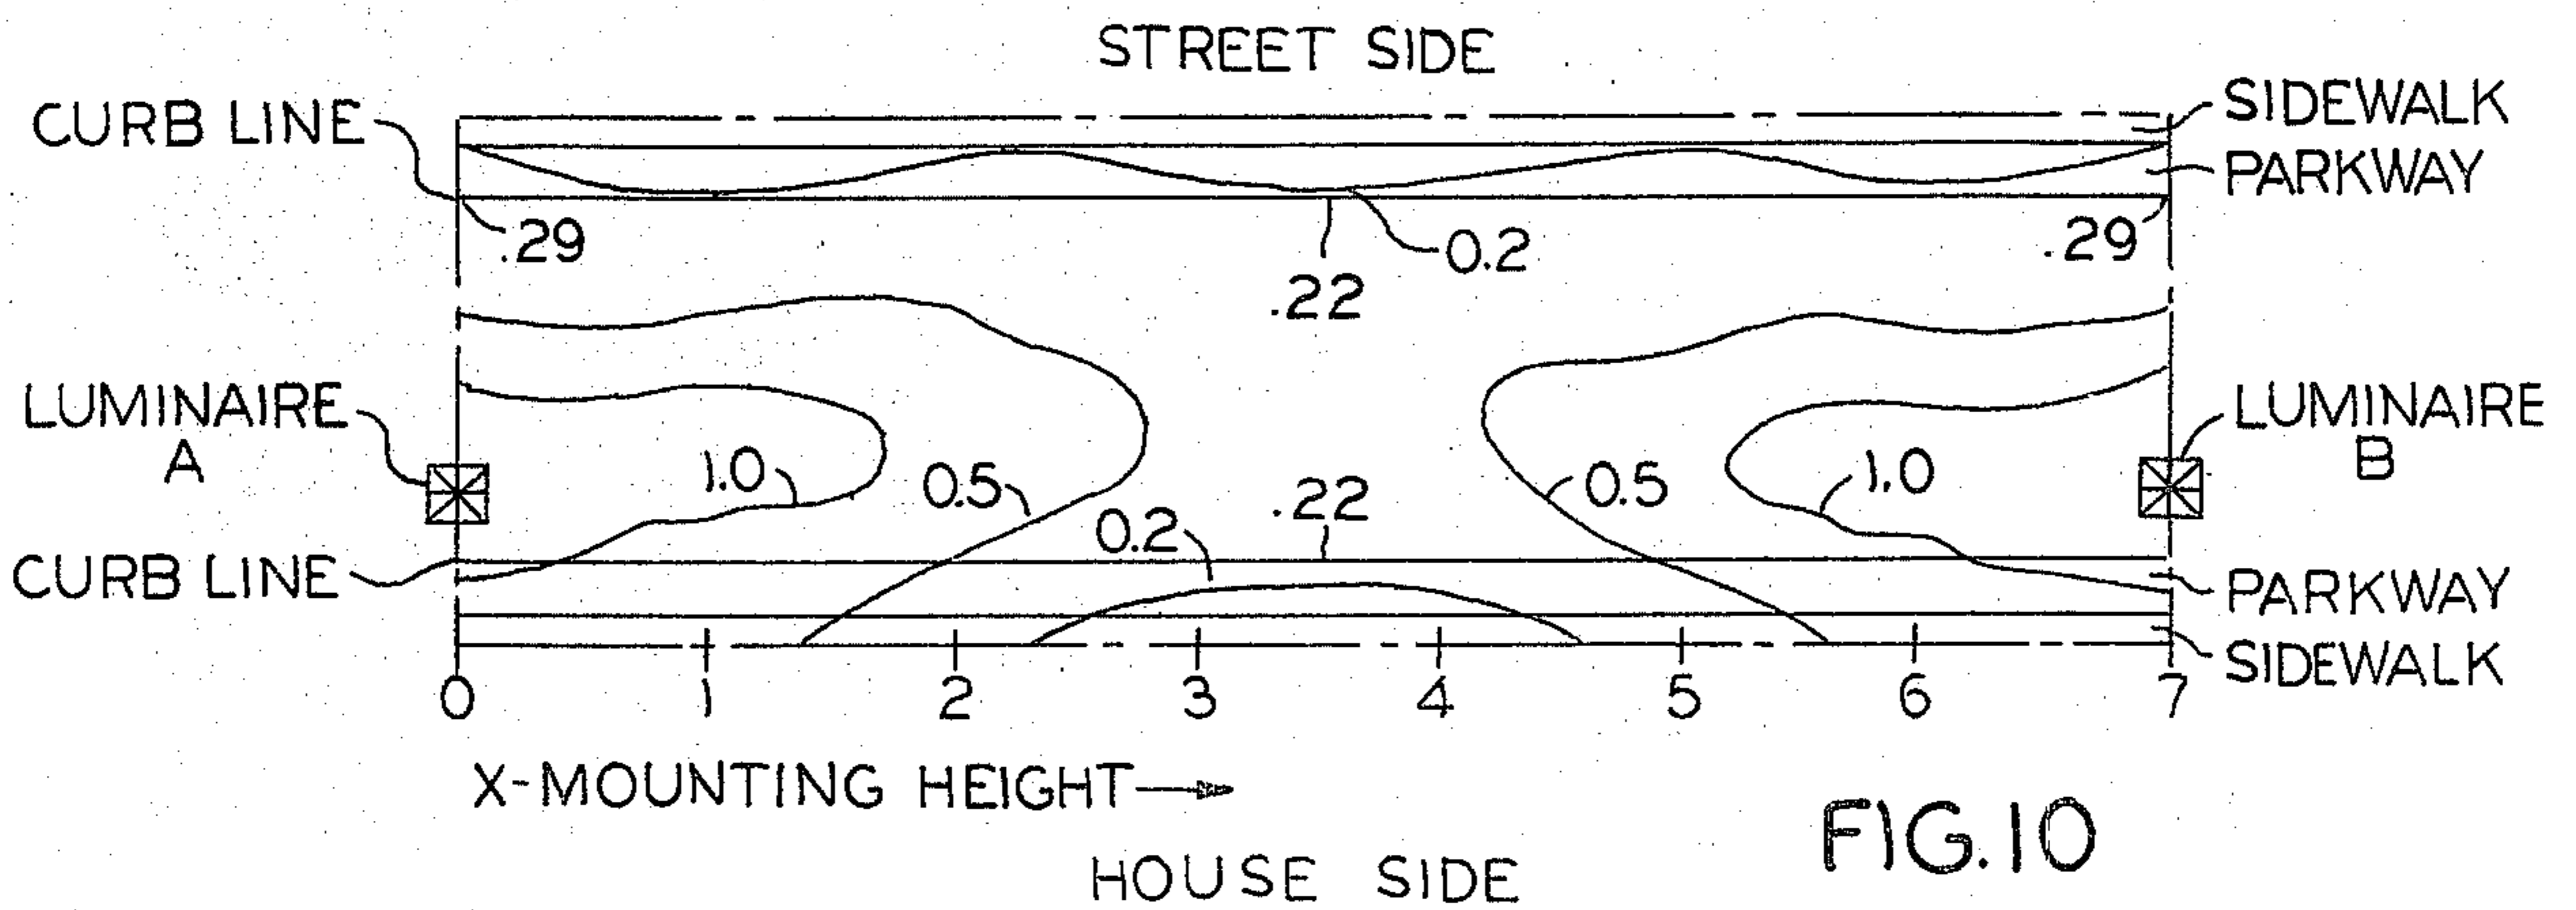 STREET SIDE
CURB LINE
SIDEWALK
PARKWAY
.29
.22
0.2
.29
LUMINAIRE
A
1.0
0.5
0.2
.22
0.5
1.0
LUMINAIRE
B
CURB LINE
PARKWAY
SIDEWALK
0 1 2 3 4 5 6 7
X-MOUNTING HEIGHT
HOUSE SIDE
FIG.10